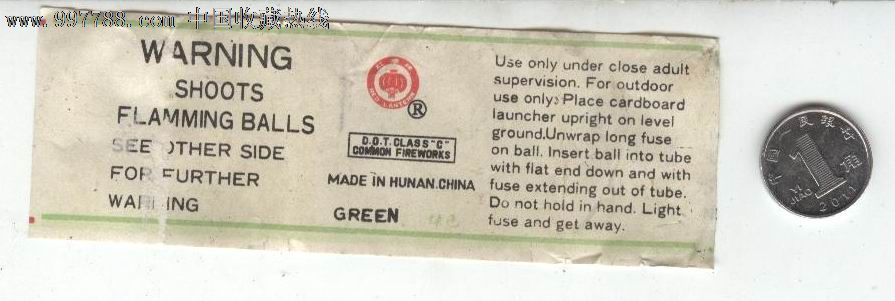 www.997788.com 中国收藏热线
WARNING
SHOOTS
FLAMMING BALLS
SEE OTHER SIDE
FOR FURTHER
WARNING
RED LANTERN
®
D.O.T. CLASS "C"
COMMON FIREWORKS
MADE IN HUNAN.CHINA
GREEN
Use only under close adult
supervision. For outdoor
use only: Place cardboard
launcher upright on level
ground.Unwrap long fuse
on ball. Insert ball into tube
with flat end down and with
fuse extending out of tube.
Do not hold in hand. Light
fuse and get away.
中国人民银行
1角
YI
JIAO
2011